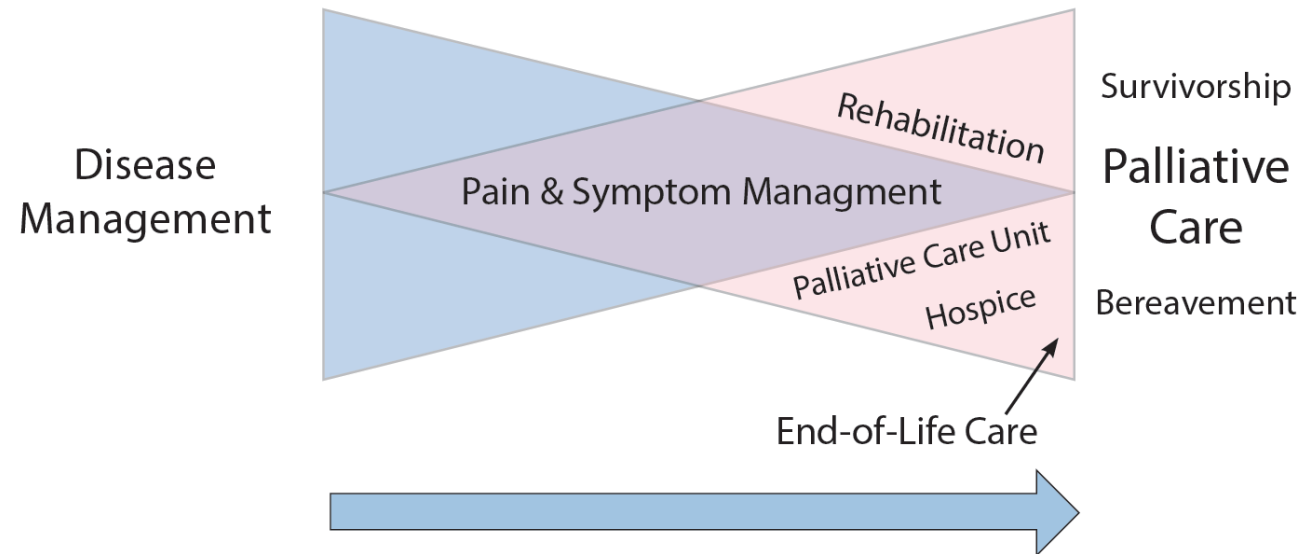 Disease
Management
Pain & Symptom Managment
Rehabilitation
Palliative Care Unit
Hospice
End-of-Life Care
Survivorship
Palliative
Care
Bereavement